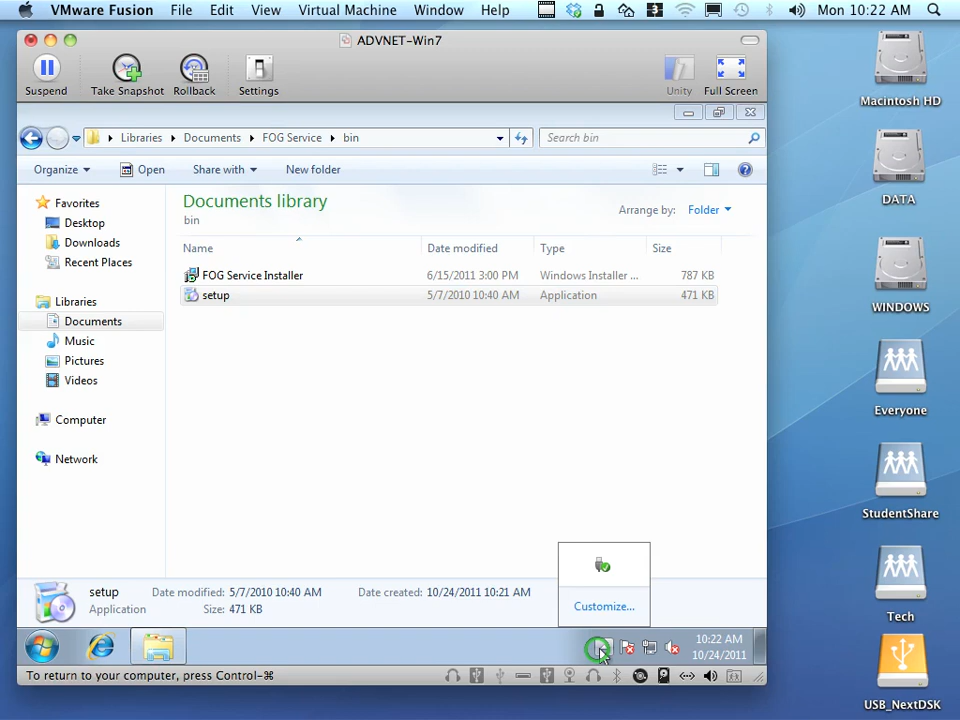 VMware Fusion File Edit View Virtual Machine Window Help 3 Mon 10:22 AM
ADVNET-Win7
Suspend Take Snapshot Rollback Settings Unity Full Screen
Macintosh HD
Libraries Documents FOG Service bin Search bin
Organize Open Share with New folder
Favorites
Desktop
Downloads
Recent Places
Libraries
Documents
Music
Pictures
Videos
Computer
Network
Documents library
bin
Arrange by: Folder
Name Date modified Type Size
FOG Service Installer 6/15/2011 3:00 PM Windows Installer ... 787 KB
setup 5/7/2010 10:40 AM Application 471 KB
DATA
WINDOWS
Everyone
StudentShare
Tech
USB_NextDSK
Customize...
setup Date modified: 5/7/2010 10:40 AM Date created: 10/24/2011 10:21 AM
Application Size: 471 KB
10:22 AM
10/24/2011
To return to your computer, press Control-⌘